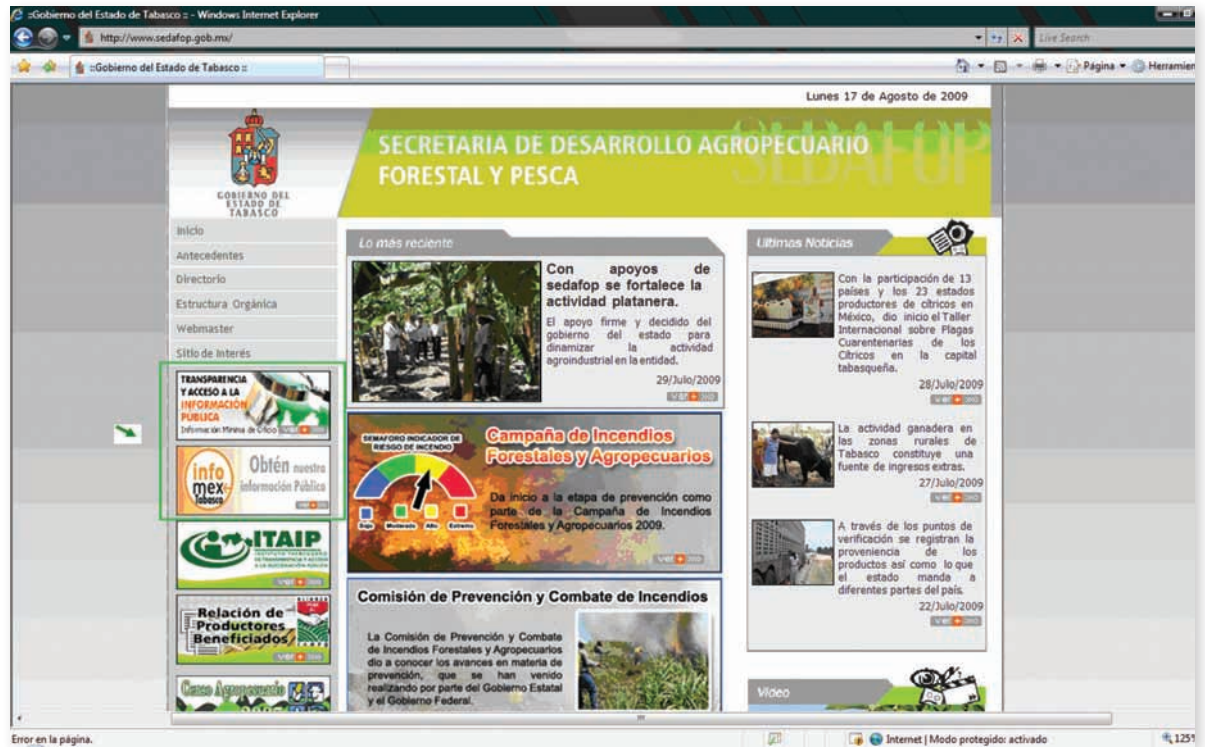 ::Gobierno del Estado de Tabasco :: - Windows Internet Explorer
http://www.sedafop.gob.mx/
Live Search
::Gobierno del Estado de Tabasco ::
Página
Herramien
Lunes 17 de Agosto de 2009
GOBIERNO DEL
ESTADO DE
TABASCO
SEDAFOP
SECRETARIA DE DESARROLLO AGROPECUARIO
FORESTAL Y PESCA
Inicio
Antecedentes
Directorio
Estructura Orgánica
Webmaster
Sitio de Interés
TRANSPARENCIA
Y ACCESO A LA
INFORMACIÓN
PÚBLICA
Información Mínima de Oficio
info
mex
Tabasco
Obtén nuestra
información Pública
ITAIP
INSTITUTO TABASQUEÑO
DE TRANSPARENCIA Y ACCESO
A LA INFORMACIÓN PÚBLICA
Relación de
Productores
Beneficiados
Lo más reciente
Con apoyos de
sedafop se fortalece la
actividad platanera.
El apoyo firme y decidido del
gobierno del estado para
dinamizar la actividad
agroindustrial en la entidad.
29/Julio/2009
SEMAFORO INDICADOR DE
RIESGO DE INCENDIO
Bajo Moderado Alto Extremo
Campaña de Incendios
Forestales y Agropecuarios
Da inicio a la etapa de prevención como
parte de la Campaña de Incendios
Forestales y Agropecuarios 2009.
Comisión de Prevención y Combate de Incendios
La Comisión de Prevención y Combate
de Incendios Forestales y Agropecuarios
dio a conocer los avances en materia de
prevención, que se han venido
realizando por parte del Gobierno Estatal
y el Gobierno Federal.
Ultimas Noticias
Con la participación de 13
países y los 23 estados
productores de cítricos en
México, dio inicio el Taller
Internacional sobre Plagas
Cuarentenarias de los
Cítricos en la capital
tabasqueña.
28/Julio/2009
La actividad ganadera en
las zonas rurales de
Tabasco constituye una
fuente de ingresos extras.
27/Julio/2009
A través de los puntos de
verificación se registran la
proveniencia de los
productos así como lo que
el estado manda a
diferentes partes del país.
22/Julio/2009
Video
Error en la página.
Internet | Modo protegido: activado
125%